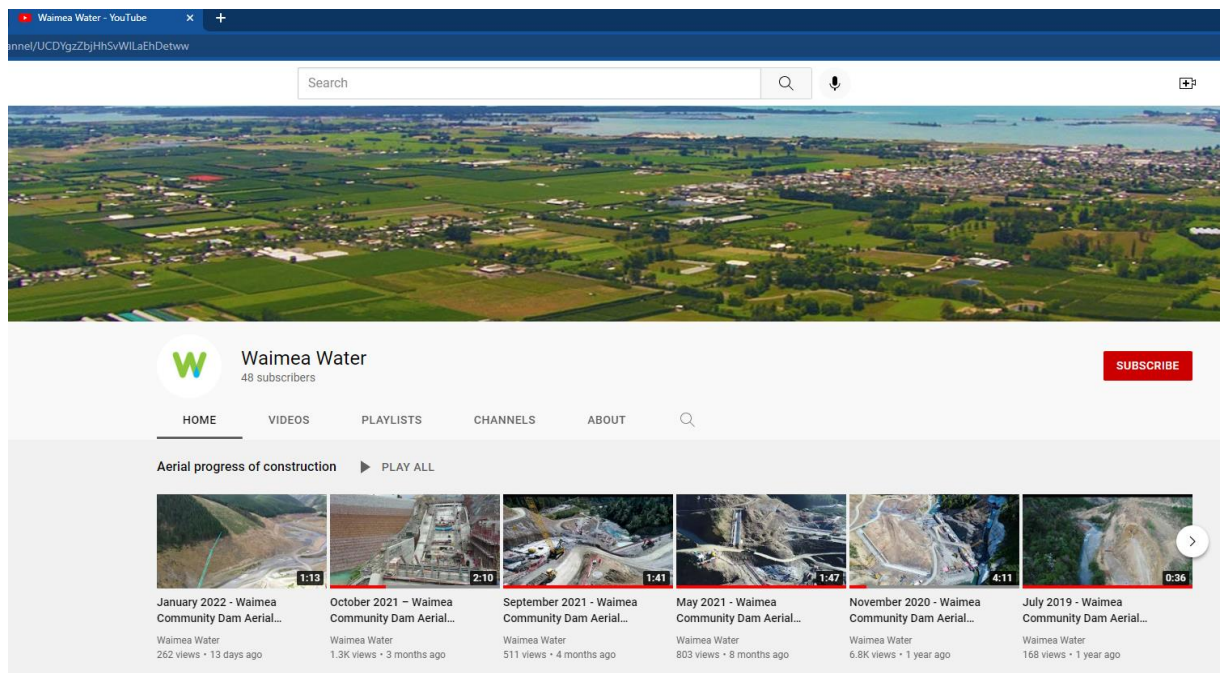 Waimea Water - YouTube
annel/UCDYgzZbjHhSvWILaEhDetww
Search
Waimea Water
48 subscribers
SUBSCRIBE
HOME VIDEOS PLAYLISTS CHANNELS ABOUT
Aerial progress of construction PLAY ALL
1:13 2:10 1:41 1:47 4:11 0:36
January 2022 - Waimea
Community Dam Aerial...
Waimea Water
262 views • 13 days ago
October 2021 – Waimea
Community Dam Aerial...
Waimea Water
1.3K views • 3 months ago
September 2021 - Waimea
Community Dam Aerial...
Waimea Water
511 views • 4 months ago
May 2021 - Waimea
Community Dam Aerial...
Waimea Water
803 views • 8 months ago
November 2020 - Waimea
Community Dam Aerial...
Waimea Water
6.8K views • 1 year ago
July 2019 - Waimea
Community Dam Aerial...
Waimea Water
168 views • 1 year ago